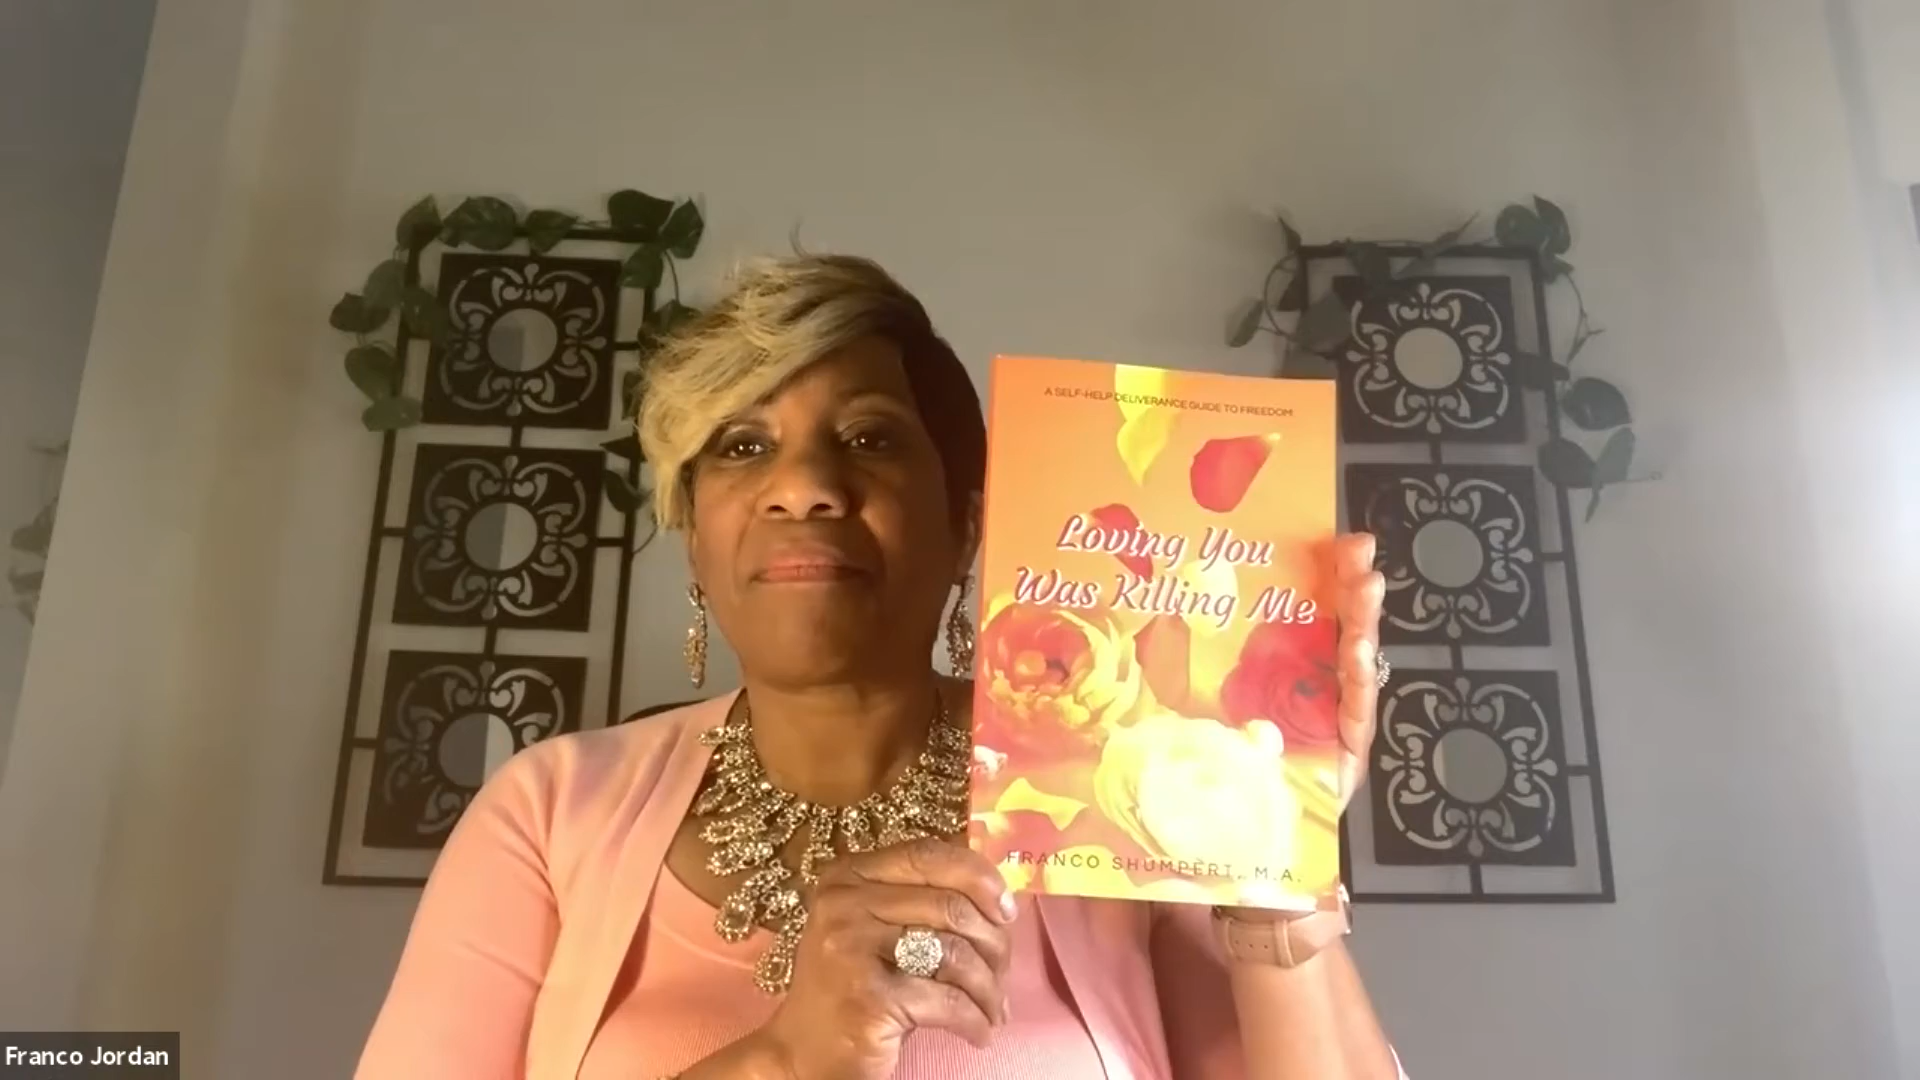 A SELF-HELP DELIVERANCE GUIDE TO FREEDOM
Loving You
Was Killing Me
FRANCO SHUMPERT, M.A.
Franco Jordan